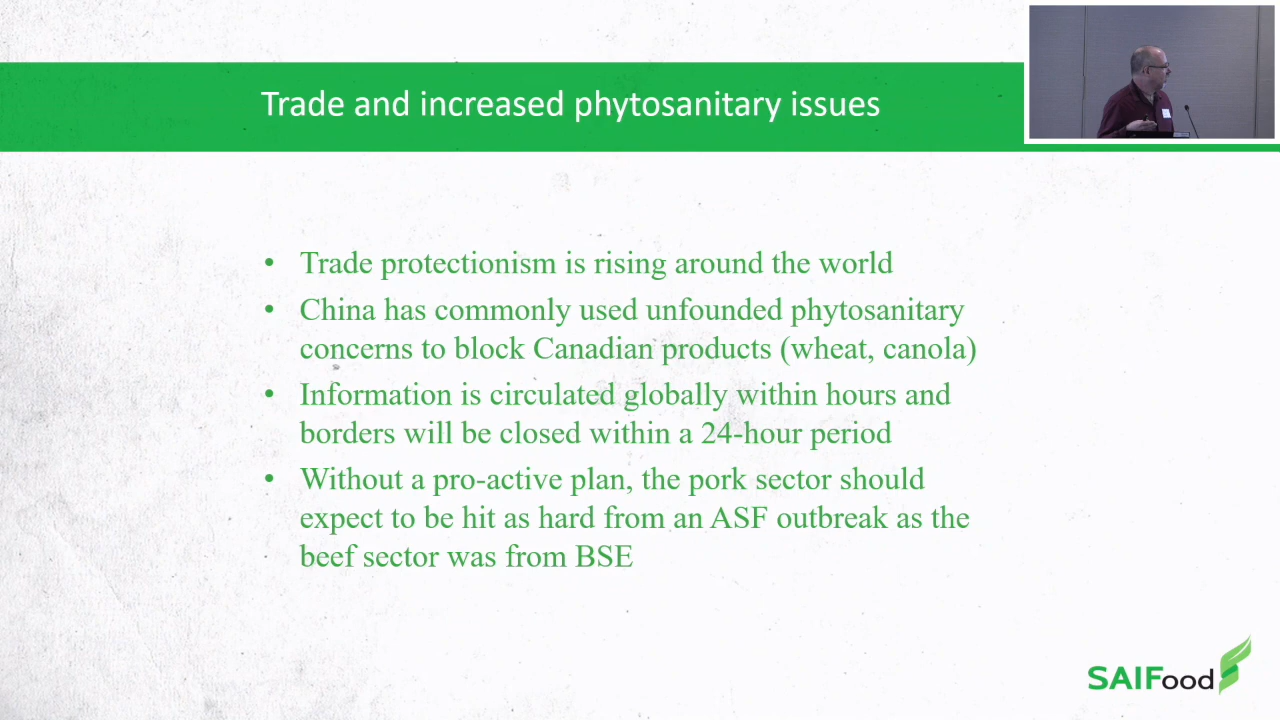 Trade and increased phytosanitary issues
• Trade protectionism is rising around the world
• China has commonly used unfounded phytosanitary
concerns to block Canadian products (wheat, canola)
• Information is circulated globally within hours and
borders will be closed within a 24-hour period
• Without a pro-active plan, the pork sector should
expect to be hit as hard from an ASF outbreak as the
beef sector was from BSE
SAIFood